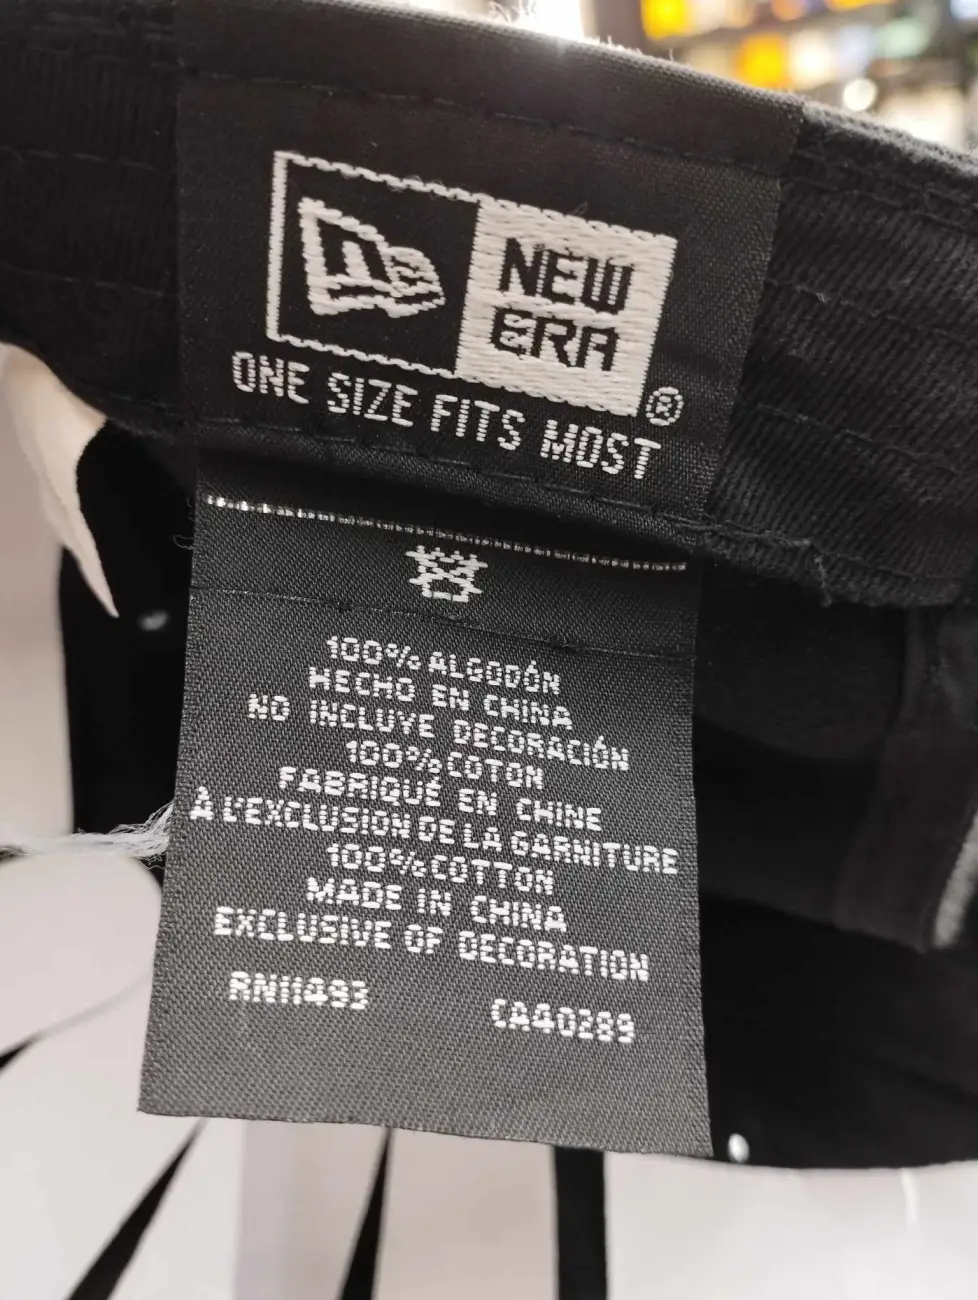 NEW
ERA
®
ONE SIZE FITS MOST
100% ALGODÓN
HECHO EN CHINA
NO INCLUYE DECORACIÓN
100% COTON
FABRIQUÉ EN CHINE
À L'EXCLUSION DE LA GARNITURE
100% COTTON
MADE IN CHINA
EXCLUSIVE OF DECORATION
RN11493 CA40289